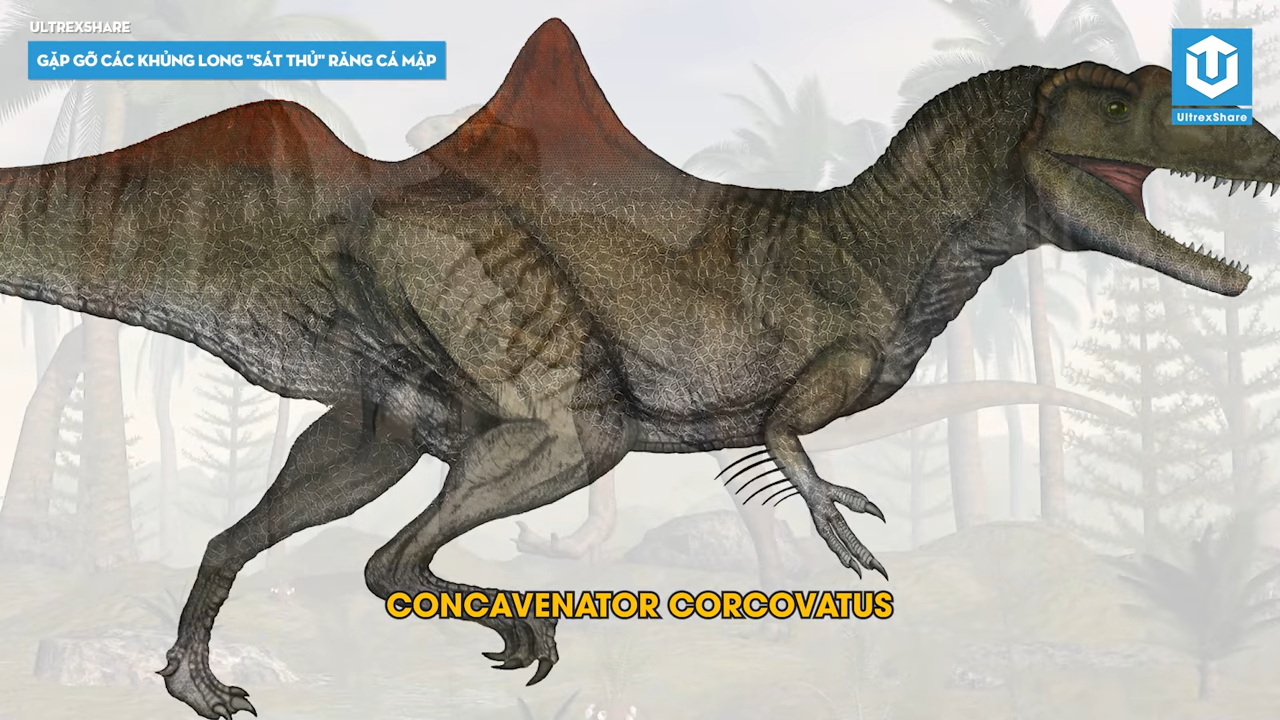 ULTREXSHARE
GẶP GỠ CÁC KHỦNG LONG "SÁT THỦ" RĂNG CÁ MẬP
UltrexShare
CONCAVENATOR CORCOVATUS